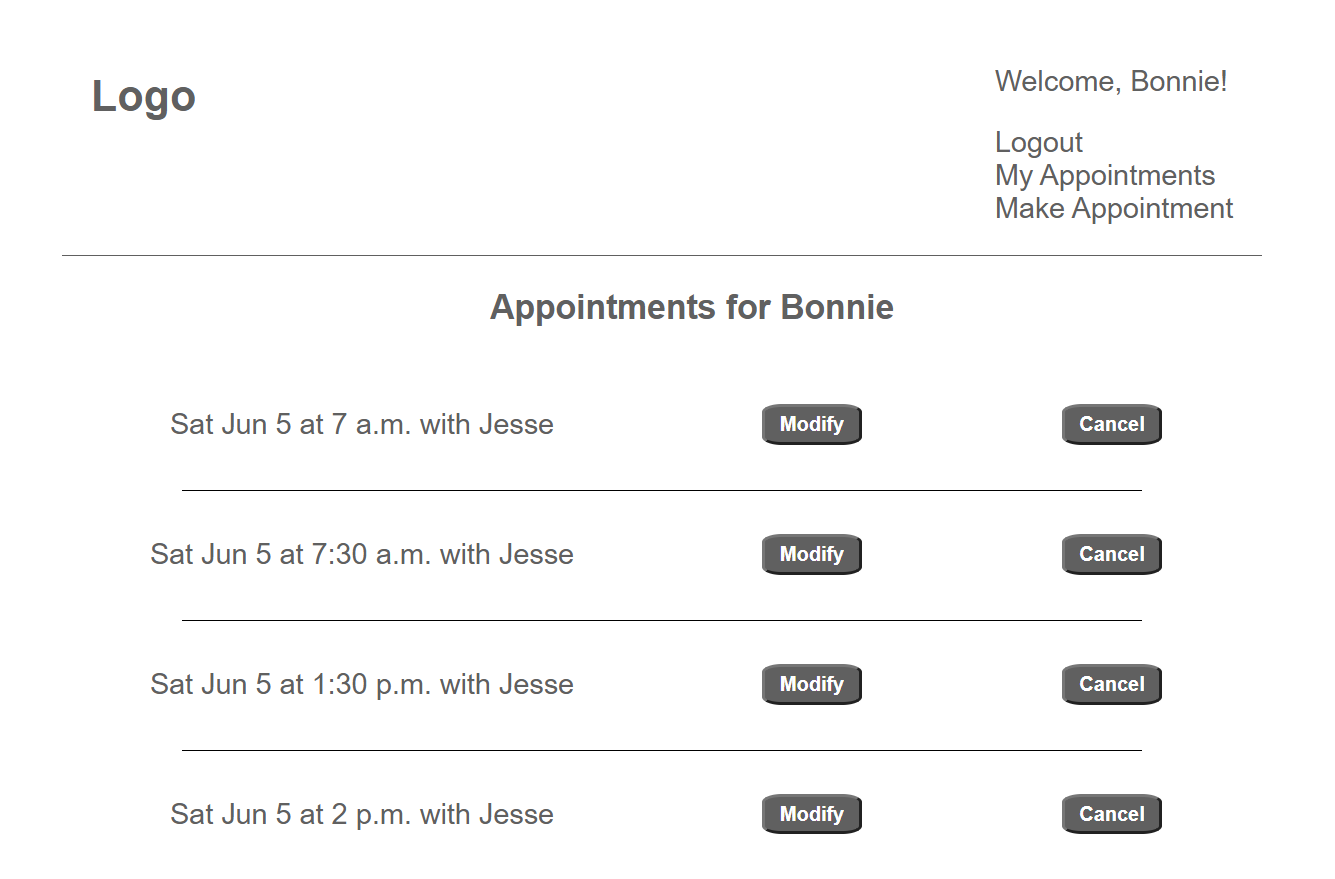 Logo
Welcome, Bonnie!
Logout
My Appointments
Make Appointment
Appointments for Bonnie
Sat Jun 5 at 7 a.m. with Jesse Modify Cancel
Sat Jun 5 at 7:30 a.m. with Jesse Modify Cancel
Sat Jun 5 at 1:30 p.m. with Jesse Modify Cancel
Sat Jun 5 at 2 p.m. with Jesse Modify Cancel